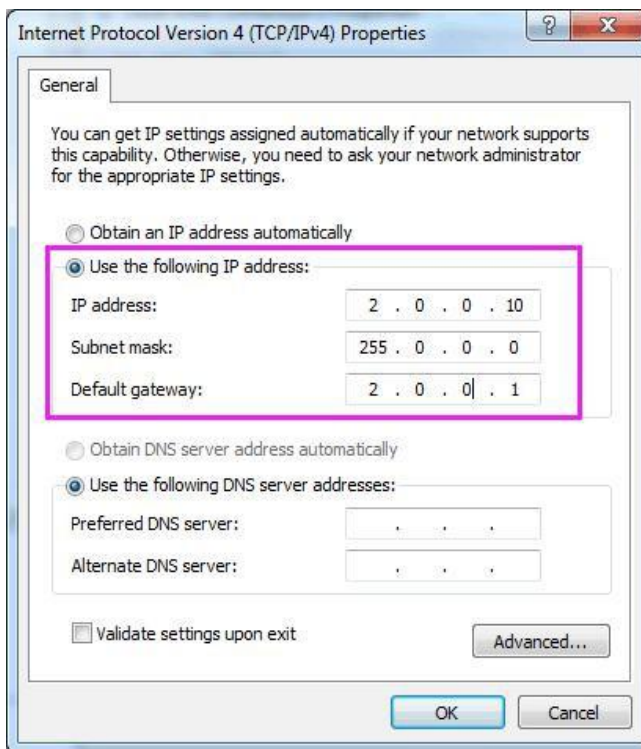 Internet Protocol Version 4 (TCP/IPv4) Properties
General
You can get IP settings assigned automatically if your network supports
this capability. Otherwise, you need to ask your network administrator
for the appropriate IP settings.
Obtain an IP address automatically
Use the following IP address:
IP address: 2 . 0 . 0 . 10
Subnet mask: 255 . 0 . 0 . 0
Default gateway: 2 . 0 . 0 . 1
Obtain DNS server address automatically
Use the following DNS server addresses:
Preferred DNS server: . . .
Alternate DNS server: . . .
Validate settings upon exit
Advanced...
OK Cancel